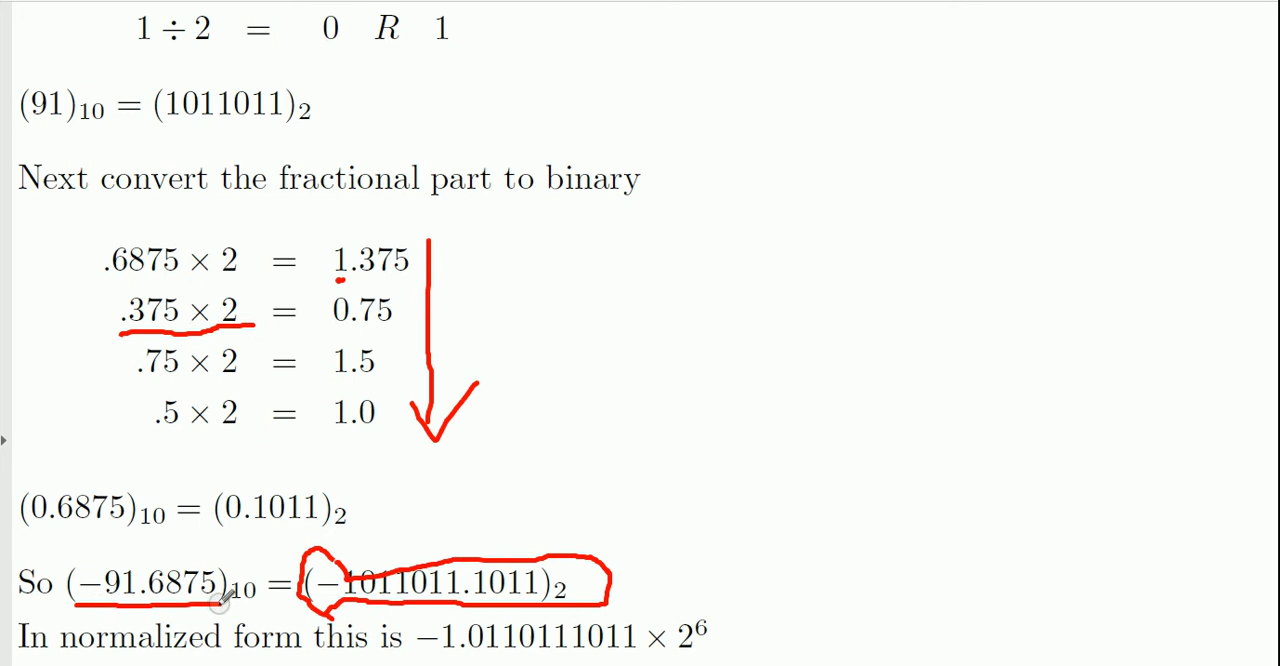 1 ÷ 2 = 0 R 1
(91)₁₀ = (1011011)₂
Next convert the fractional part to binary
.6875 × 2 = 1.375
.375 × 2 = 0.75
.75 × 2 = 1.5
.5 × 2 = 1.0
(0.6875)₁₀ = (0.1011)₂
So (−91.6875)₁₀ = (−1011011.1011)₂
In normalized form this is −1.0110111011 × 2⁶